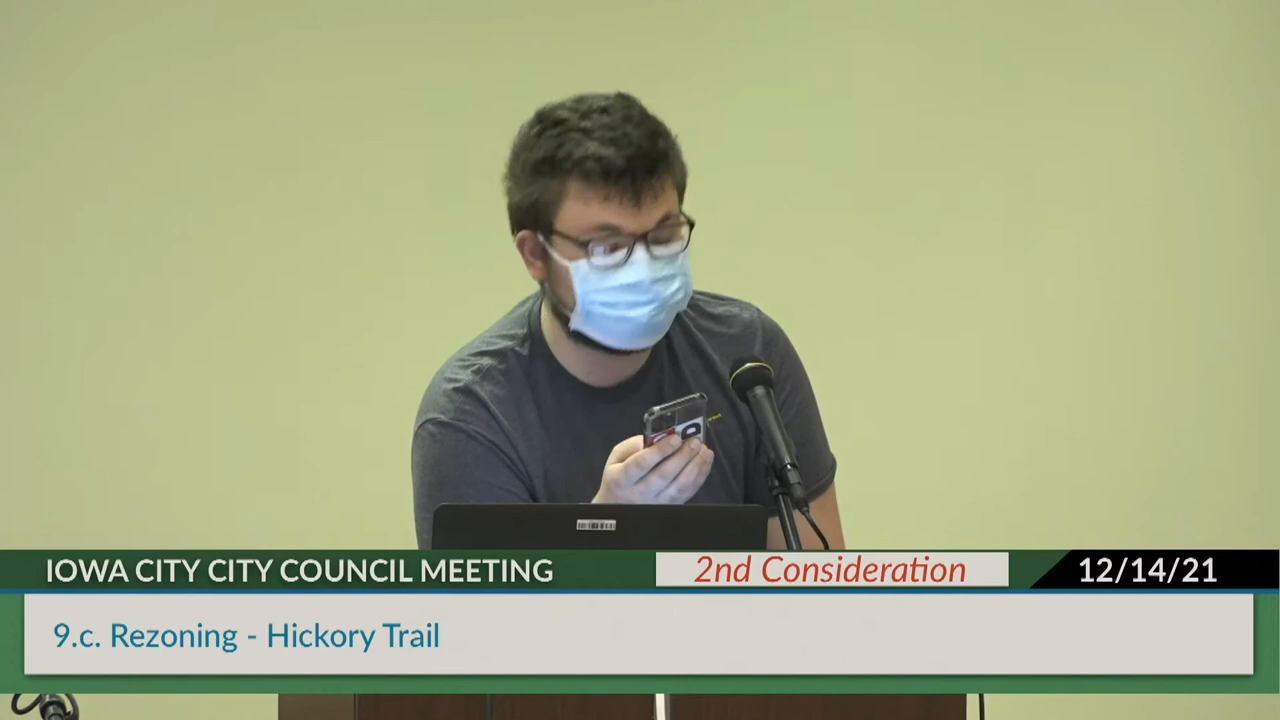 IOWA CITY CITY COUNCIL MEETING
2nd Consideration
12/14/21
9.c. Rezoning - Hickory Trail